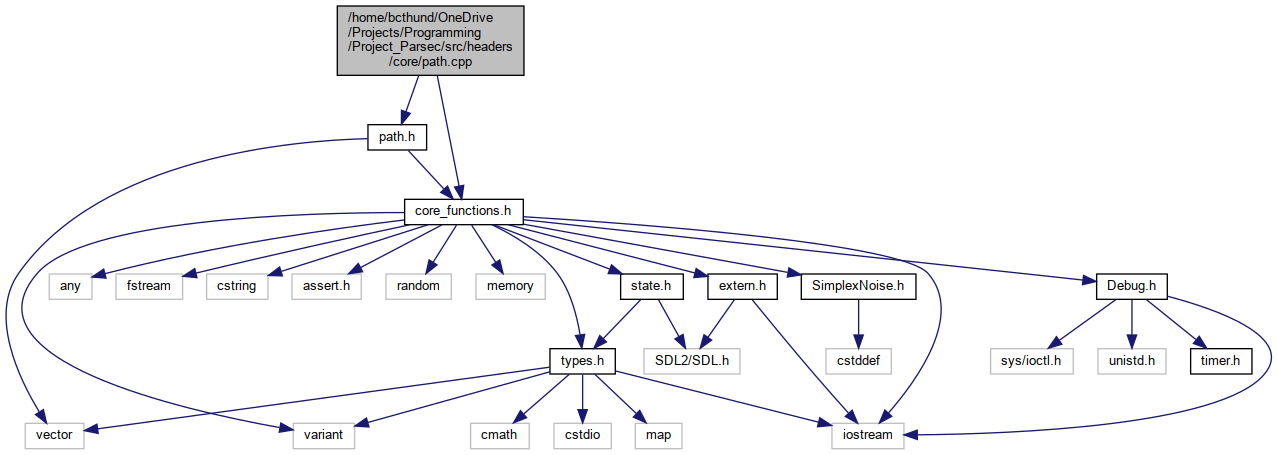 /home/bcthund/OneDrive
/Projects/Programming
/Project_Parsec/src/headers
/core/path.cpp
path.h
core_functions.h
any
fstream
cstring
assert.h
random
memory
state.h
extern.h
SimplexNoise.h
Debug.h
types.h
SDL2/SDL.h
cstddef
sys/ioctl.h
unistd.h
timer.h
vector
variant
cmath
cstdio
map
iostream